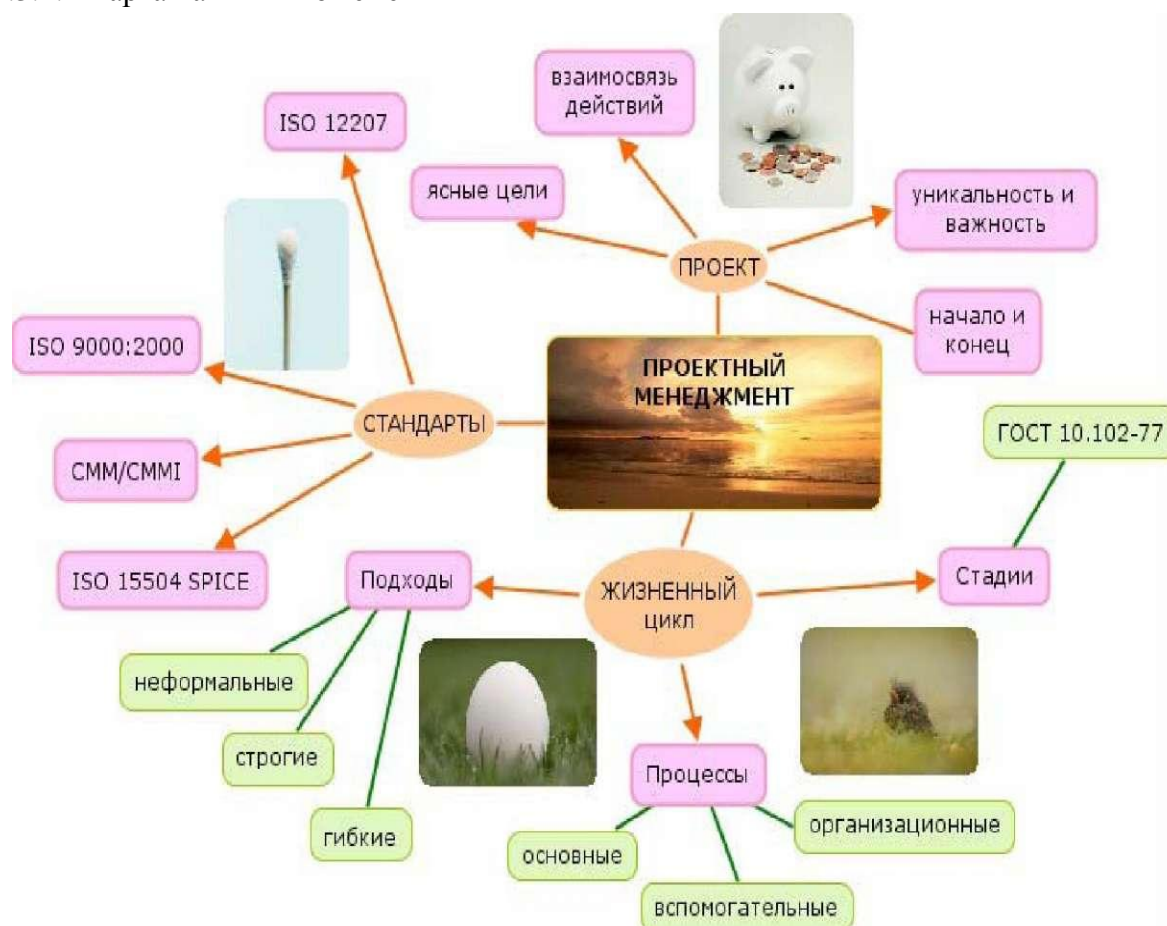 взаимосвязь
действий
ISO 12207
ясные цели
уникальность и
важность
ПРОЕКТ
начало и
конец
ISO 9000:2000
ПРОЕКТНЫЙ
МЕНЕДЖМЕНТ
СТАНДАРТЫ
ГОСТ 10.102-77
CMM/CMMI
ISO 15504 SPICE
Подходы
ЖИЗНЕННЫЙ
ЦИКЛ
Стадии
неформальные
строгие
гибкие
Процессы
организационные
основные
вспомогательные